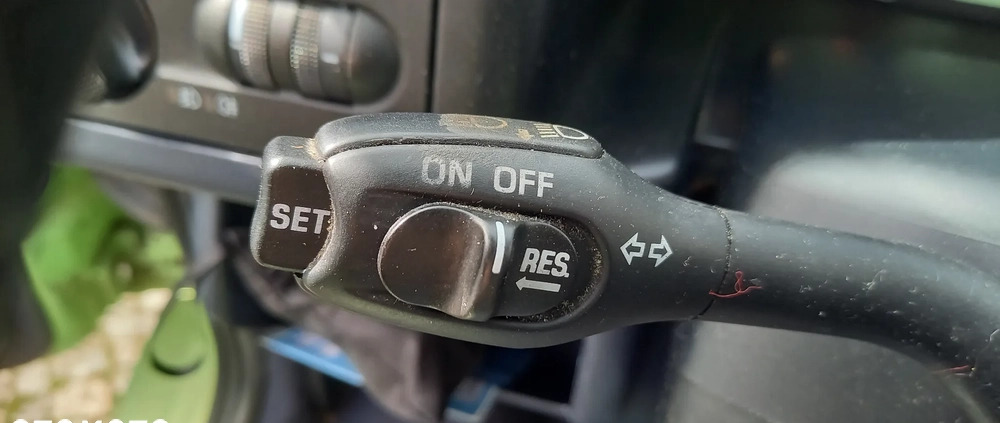 ON OFF
SET
RES.